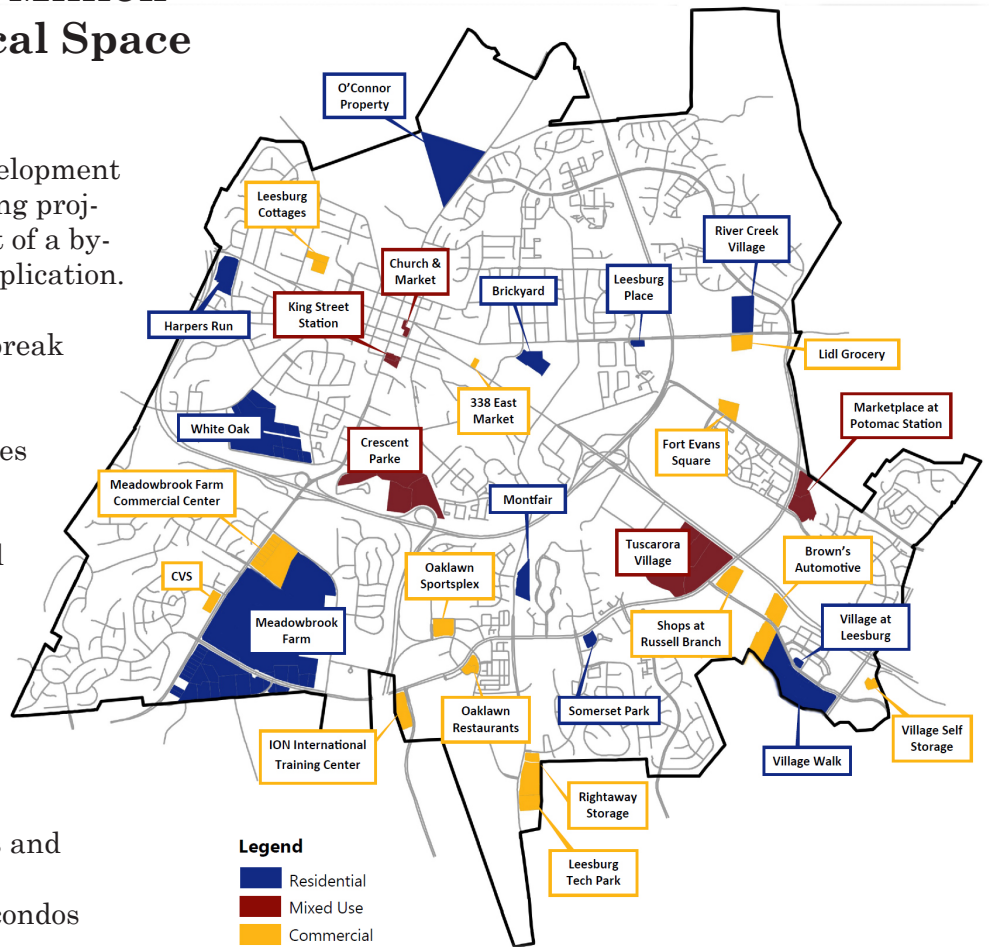 cal Space
elopment
ng proj-
t of a by-
plication.
break
es
l
s and
condos
O'Connor
Property
Leesburg
Cottages
River Creek
Village
Church &
Market
Leesburg
Place
Brickyard
King Street
Station
Harpers Run
Lidl Grocery
338 East
Market
Marketplace at
Potomac Station
White Oak
Crescent
Parke
Fort Evans
Square
Meadowbrook Farm
Commercial Center
Montfair
Tuscarora
Village
Brown's
Automotive
Oaklawn
Sportsplex
CVS
Meadowbrook
Farm
Shops at
Russell Branch
Village at
Leesburg
Oaklawn
Restaurants
Somerset Park
Village Self
Storage
ION International
Training Center
Village Walk
Rightaway
Storage
Leesburg
Tech Park
Legend
Residential
Mixed Use
Commercial